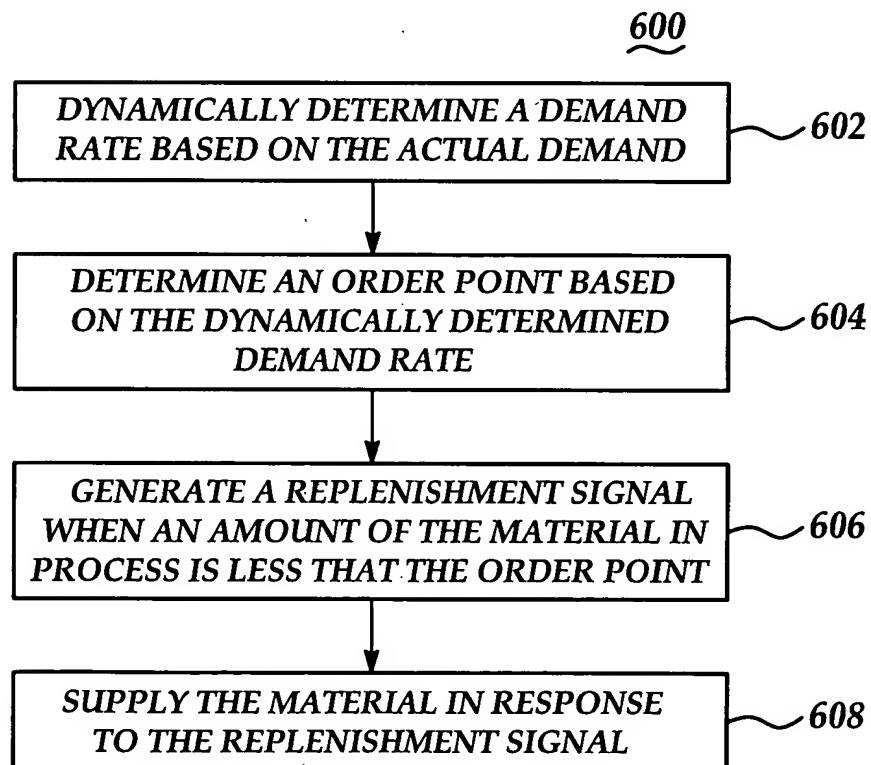 600
DYNAMICALLY DETERMINE A DEMAND
RATE BASED ON THE ACTUAL DEMAND
602
DETERMINE AN ORDER POINT BASED
ON THE DYNAMICALLY DETERMINED
DEMAND RATE
604
GENERATE A REPLENISHMENT SIGNAL
WHEN AN AMOUNT OF THE MATERIAL IN
PROCESS IS LESS THAT THE ORDER POINT
606
SUPPLY THE MATERIAL IN RESPONSE
TO THE REPLENISHMENT SIGNAL
608